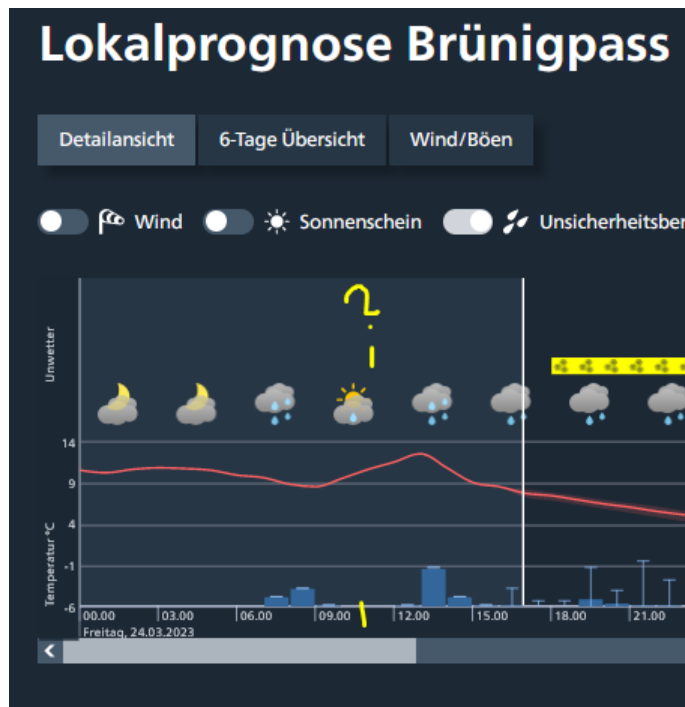 Lokalprognose Brünigpass
Detailansicht 6-Tage Übersicht Wind/Böen
Wind Sonnenschein Unsicherheitsber
?
Unwetter
14
9
4
-1
-6
Temperatur °C
00.00 03.00 06.00 09.00 12.00 15.00 18.00 21.00
Freitag, 24.03.2023